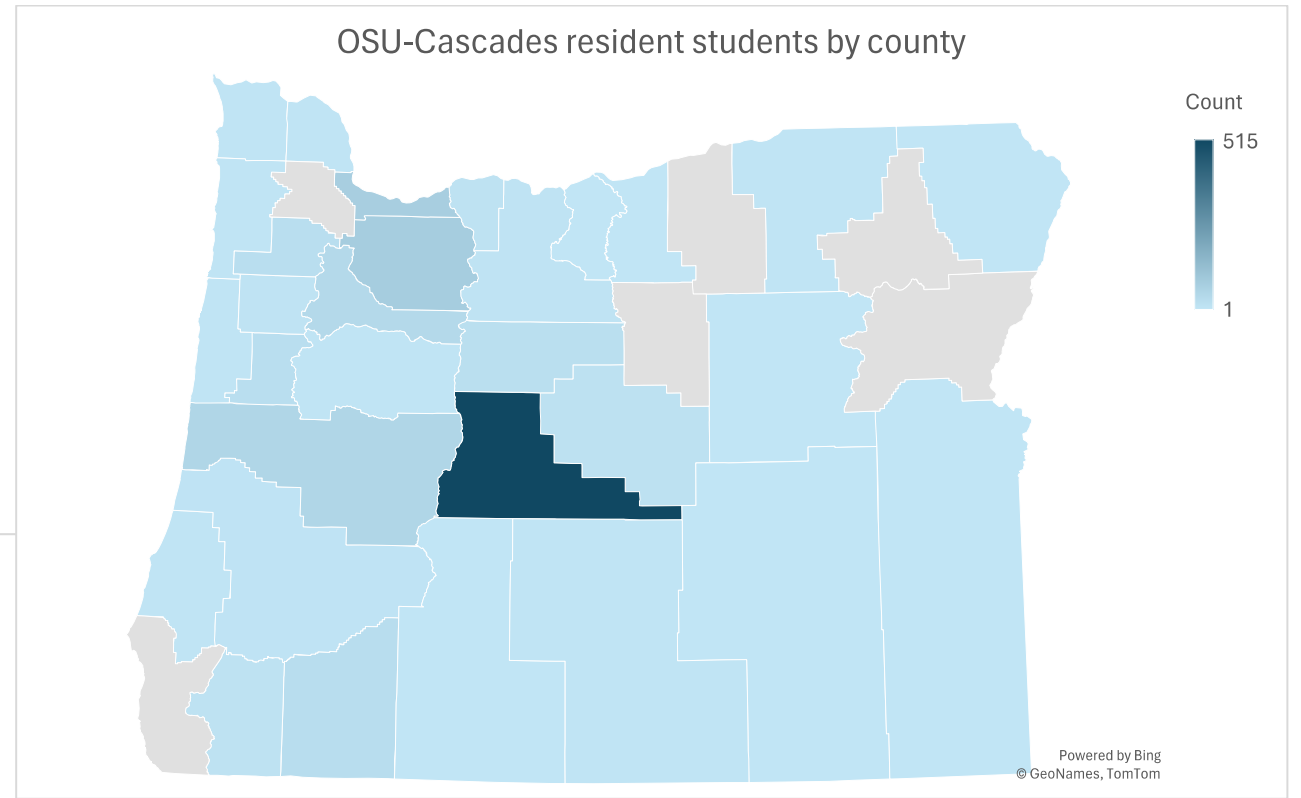 OSU-Cascades resident students by county
Count
515
1
Powered by Bing
© GeoNames, TomTom